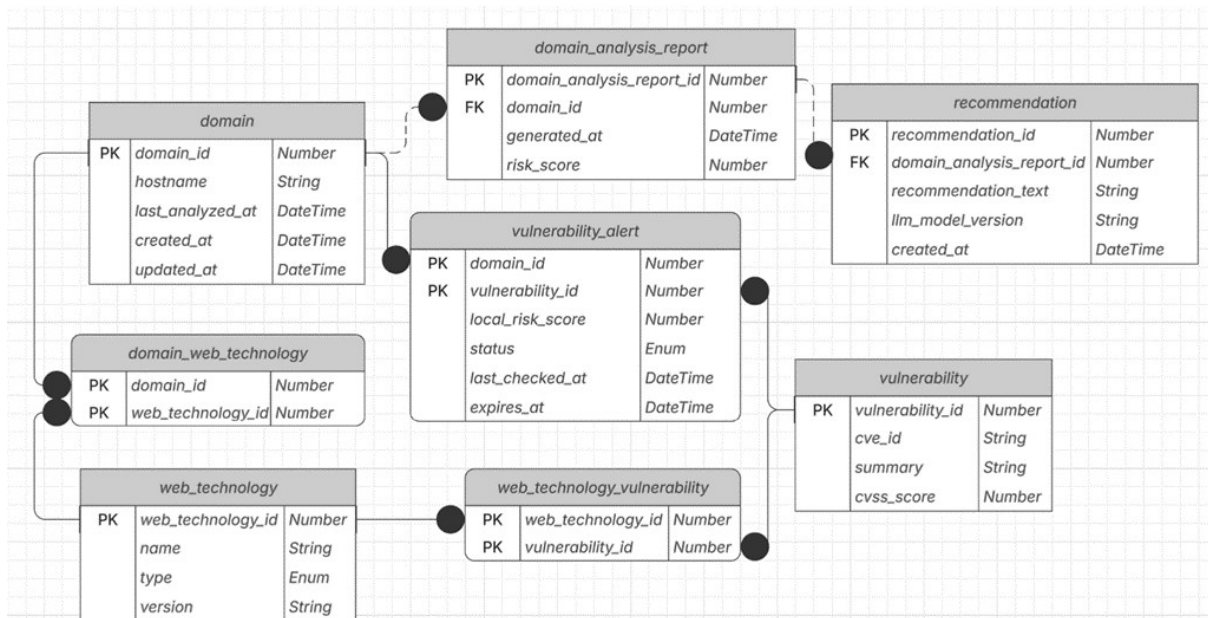 domain_analysis_report
PK domain_analysis_report_id Number
FK domain_id Number
generated_at DateTime
risk_score Number
recommendation
PK recommendation_id Number
FK domain_analysis_report_id Number
recommendation_text String
llm_model_version String
created_at DateTime
domain
PK domain_id Number
hostname String
last_analyzed_at DateTime
created_at DateTime
updated_at DateTime
vulnerability_alert
PK domain_id Number
PK vulnerability_id Number
local_risk_score Number
status Enum
last_checked_at DateTime
expires_at DateTime
domain_web_technology
PK domain_id Number
PK web_technology_id Number
vulnerability
PK vulnerability_id Number
cve_id String
summary String
cvss_score Number
web_technology
PK web_technology_id Number
name String
type Enum
version String
web_technology_vulnerability
PK web_technology_id Number
PK vulnerability_id Number